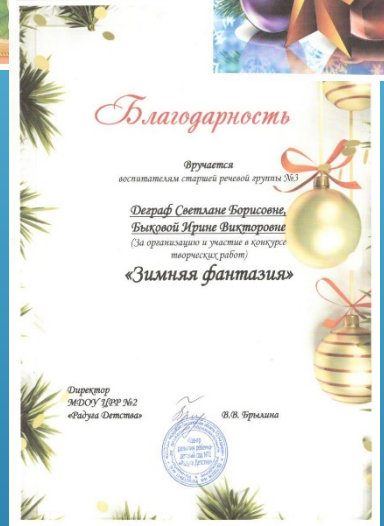 Благодарность
Вручается
воспитателям старшей речевой группы №3
Деграф Светлане Борисовне,
Быковой Ирине Викторовне
(За организацию и участие в конкурсе
творческих работ)
«Зимняя фантазия»
Директор
МДОУ ЦРР №2
«Радуга Детства»
В.В. Брылина